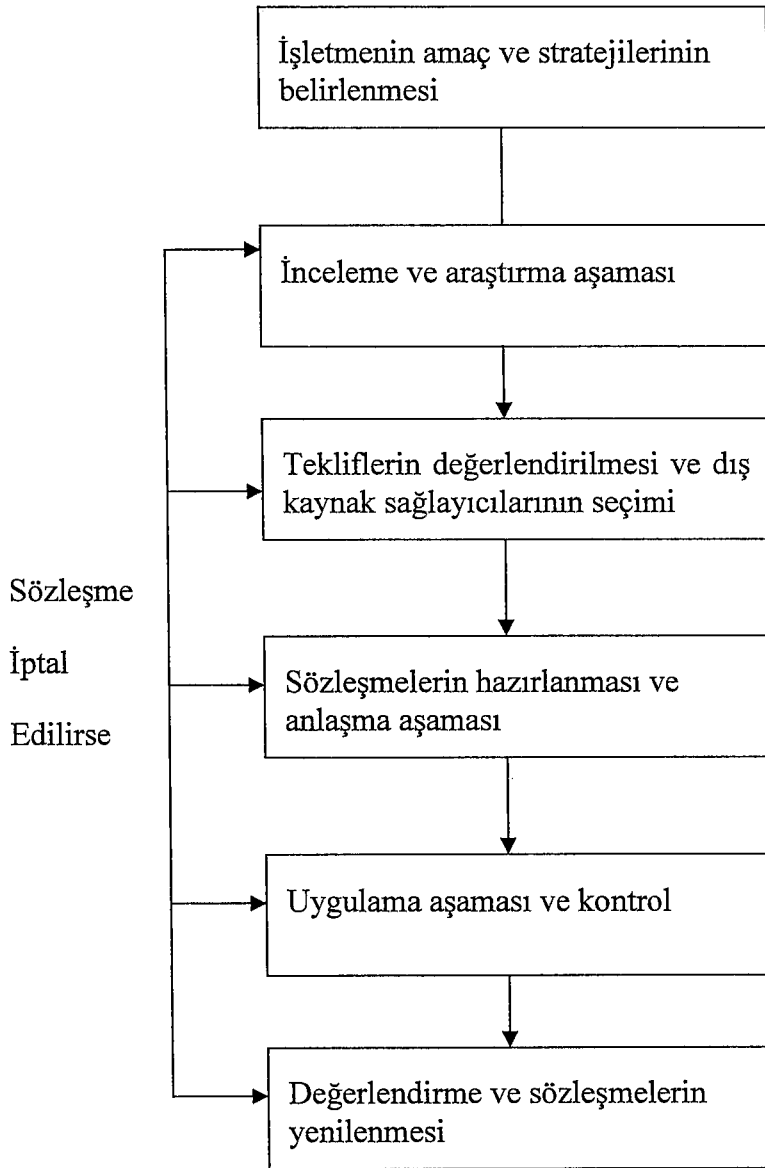 İşletmenin amaç ve stratejilerinin
belirlenmesi
İnceleme ve araştırma aşaması
Tekliflerin değerlendirilmesi ve dış
kaynak sağlayıcılarının seçimi
Sözleşme
İptal
Edilirse
Sözleşmelerin hazırlanması ve
anlaşma aşaması
Uygulama aşaması ve kontrol
Değerlendirme ve sözleşmelerin
yenilenmesi